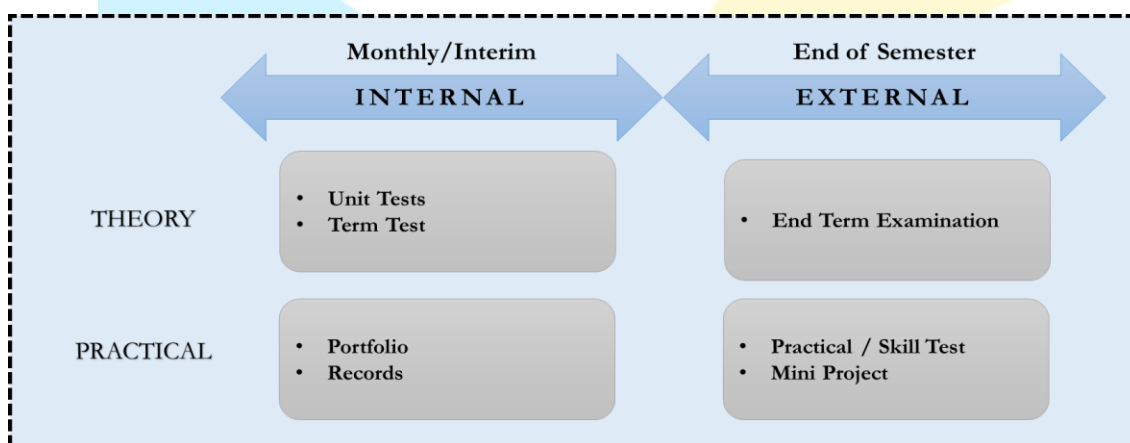 Monthly/Interim
End of Semester
INTERNAL
EXTERNAL
THEORY
• Unit Tests
• Term Test
• End Term Examination
PRACTICAL
• Portfolio
• Records
• Practical / Skill Test
• Mini Project